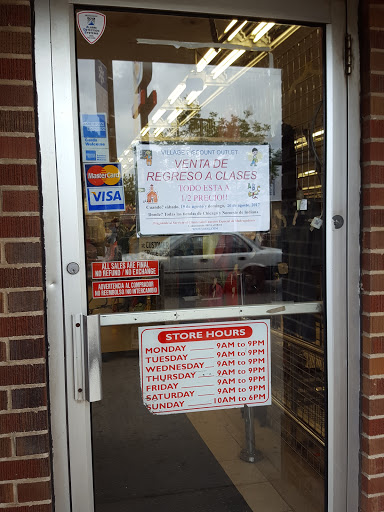 VILLAGE DISCOUNT OUTLET
VENTA DE
REGRESO A CLASES
TODO ESTA A
1/2 PRECIO!!
MasterCard
VISA
ALL SALES ARE FINAL
NO REFUND / NO EXCHANGE
ADVERTENCIA AL COMPRADOR
NO REEMBOLSO / NO INTERCAMBIO
STORE HOURS
MONDAY 9AM to 9PM
TUESDAY 9AM to 9PM
WEDNESDAY 9AM to 9PM
THURSDAY 9AM to 9PM
FRIDAY 9AM to 9PM
SATURDAY 9AM to 9PM
SUNDAY 10AM to 6PM